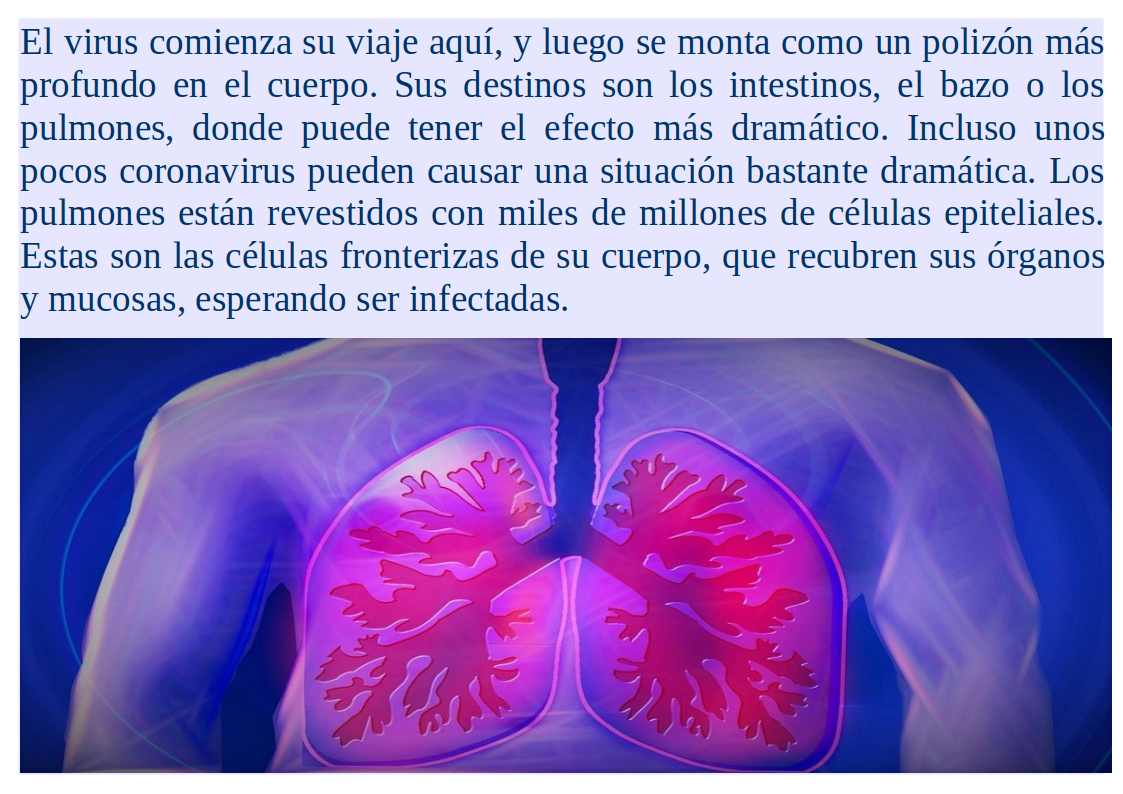 El virus comienza su viaje aquí, y luego se monta como un polizón más
profundo en el cuerpo. Sus destinos son los intestinos, el bazo o los
pulmones, donde puede tener el efecto más dramático. Incluso unos
pocos coronavirus pueden causar una situación bastante dramática. Los
pulmones están revestidos con miles de millones de células epiteliales.
Estas son las células fronterizas de su cuerpo, que recubren sus órganos
y mucosas, esperando ser infectadas.